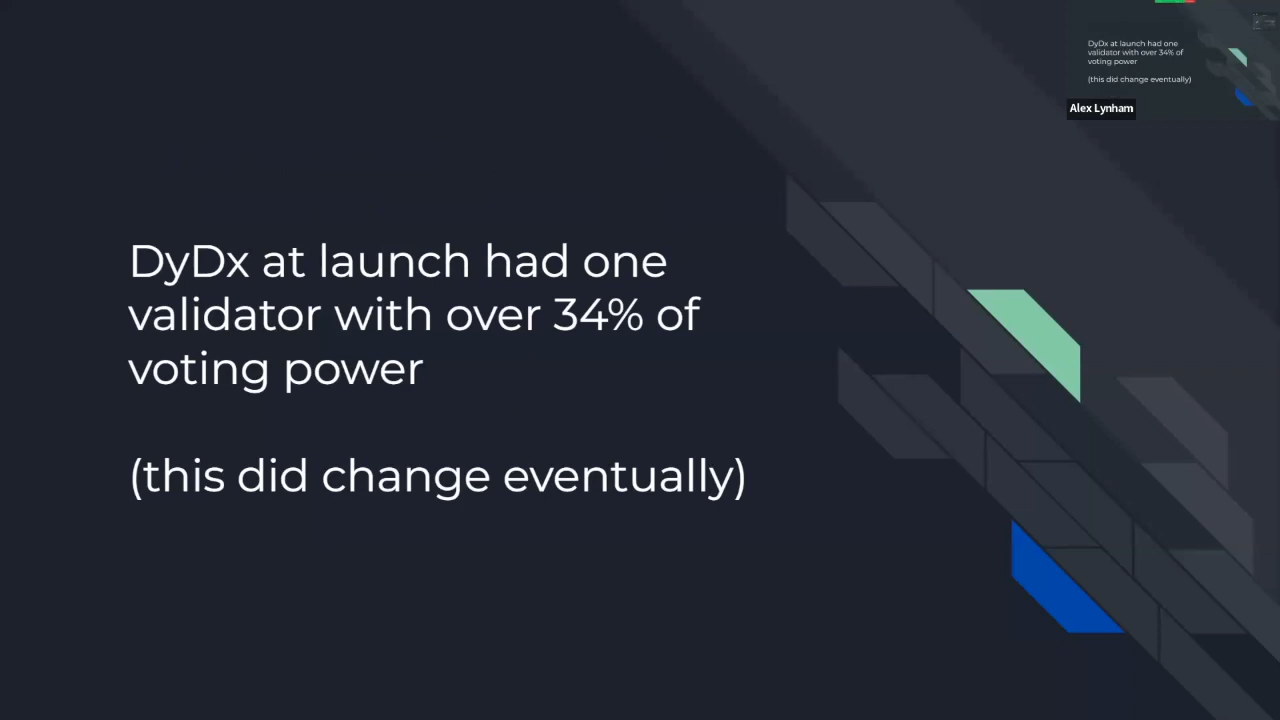 DyDx at launch had one
validator with over 34% of
voting power
(this did change eventually)
DyDx at launch had one
validator with over 34% of
voting power
(this did change eventually)
Alex Lynham